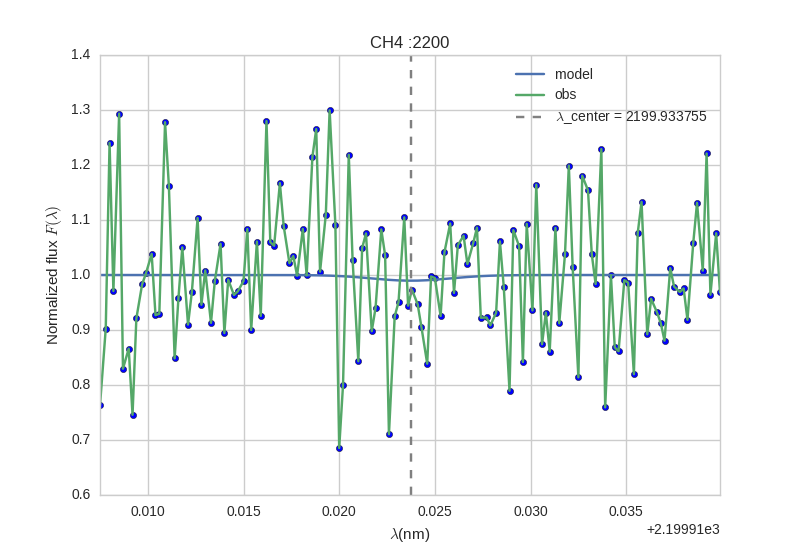 CH4 :2200
1.4
1.3
1.2
1.1
1.0
0.9
0.8
0.7
0.6
Normalized flux F(λ)
model
obs
λ_center = 2199.933755
0.010 0.015 0.020 0.025 0.030 0.035
+2.19991e3
λ(nm)